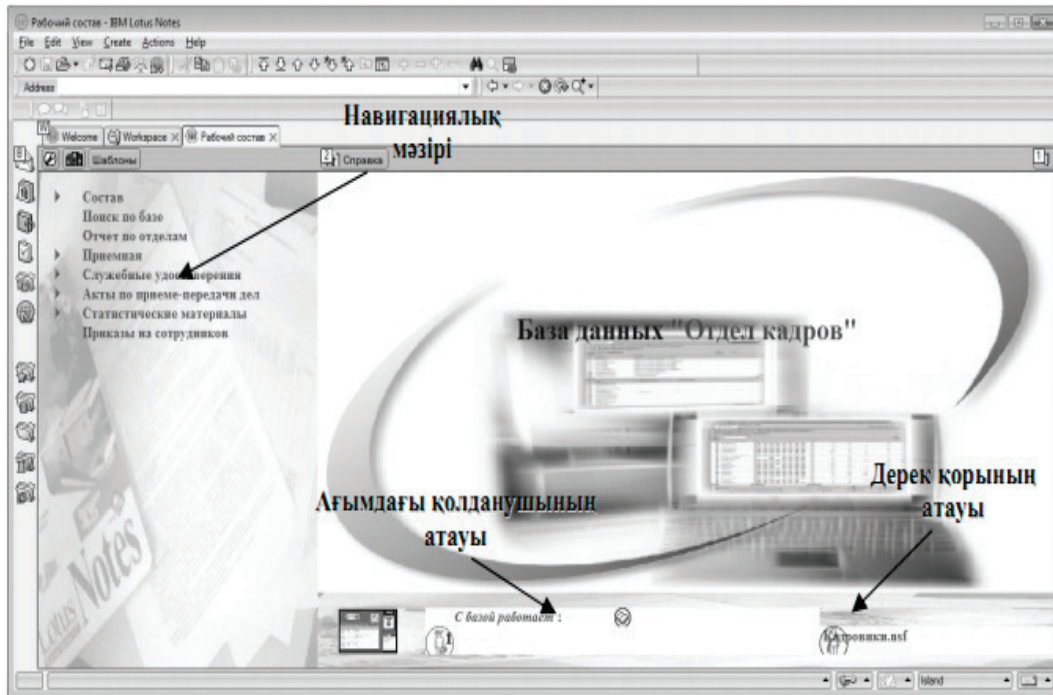 Рабочий состав - IBM Lotus Notes
File Edit View Create Actions Help
Address
Навигациялық
мәзірі
Welcome Workspace Рабочий состав
Шаблоны Справка
Состав
Поиск по базе
Отчет по отделам
Приемная
Служебные удостоверения
Акты по приеме-передачи дел
Статистические материалы
Приказы на сотрудников
База данных "Отдел кадров"
Дерек қорының
атауы
Ағымдағы қолданушының
атауы
С базой работает :
Кадровики.nsf
Lotus Notes
Island